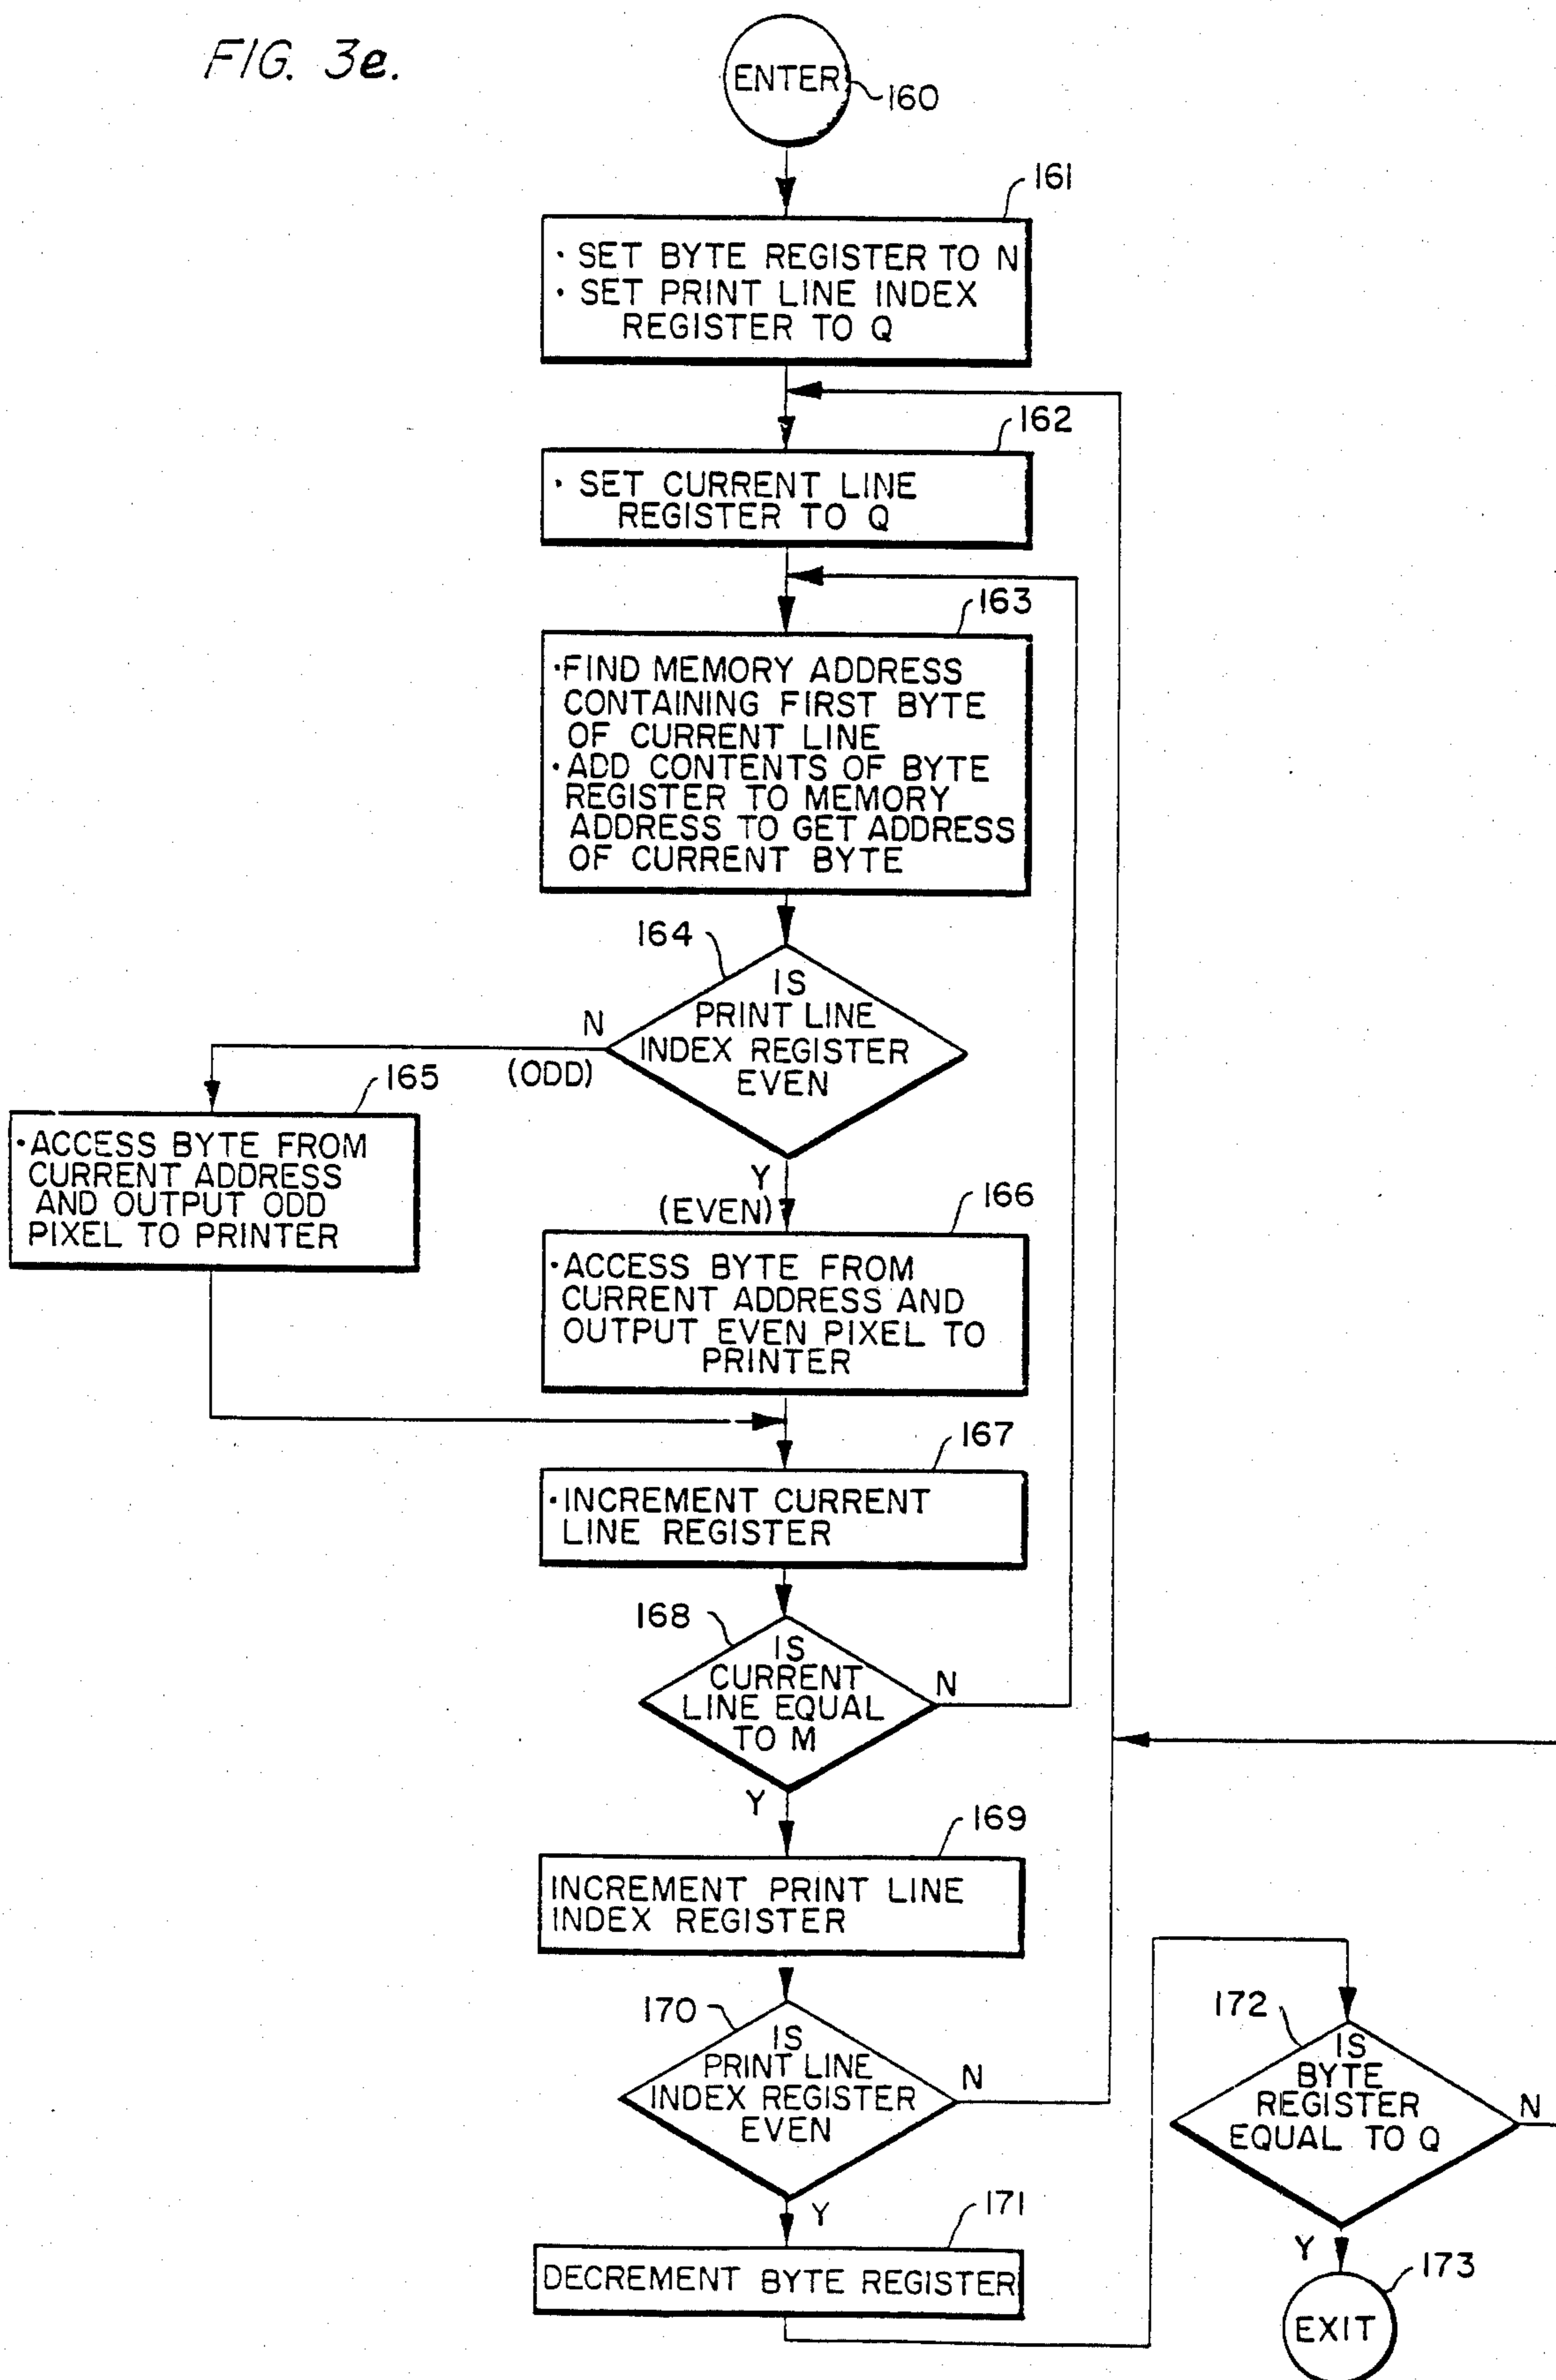 FIG. 3e.
ENTER
160
161
· SET BYTE REGISTER TO N
· SET PRINT LINE INDEX
REGISTER TO Q
162
· SET CURRENT LINE
REGISTER TO Q
163
·FIND MEMORY ADDRESS
CONTAINING FIRST BYTE
OF CURRENT LINE
·ADD CONTENTS OF BYTE
REGISTER TO MEMORY
ADDRESS TO GET ADDRESS
OF CURRENT BYTE
164
IS
PRINT LINE
INDEX REGISTER
EVEN
N
(ODD)
165
·ACCESS BYTE FROM
CURRENT ADDRESS
AND OUTPUT ODD
PIXEL TO PRINTER
Y
(EVEN)
166
·ACCESS BYTE FROM
CURRENT ADDRESS AND
OUTPUT EVEN PIXEL TO
PRINTER
167
·INCREMENT CURRENT
LINE REGISTER
168
IS
CURRENT
LINE EQUAL
TO M
N
Y
169
INCREMENT PRINT LINE
INDEX REGISTER
170
IS
PRINT LINE
INDEX REGISTER
EVEN
N
Y
171
DECREMENT BYTE REGISTER
172
IS
BYTE
REGISTER
EQUAL TO Q
N
Y
173
EXIT